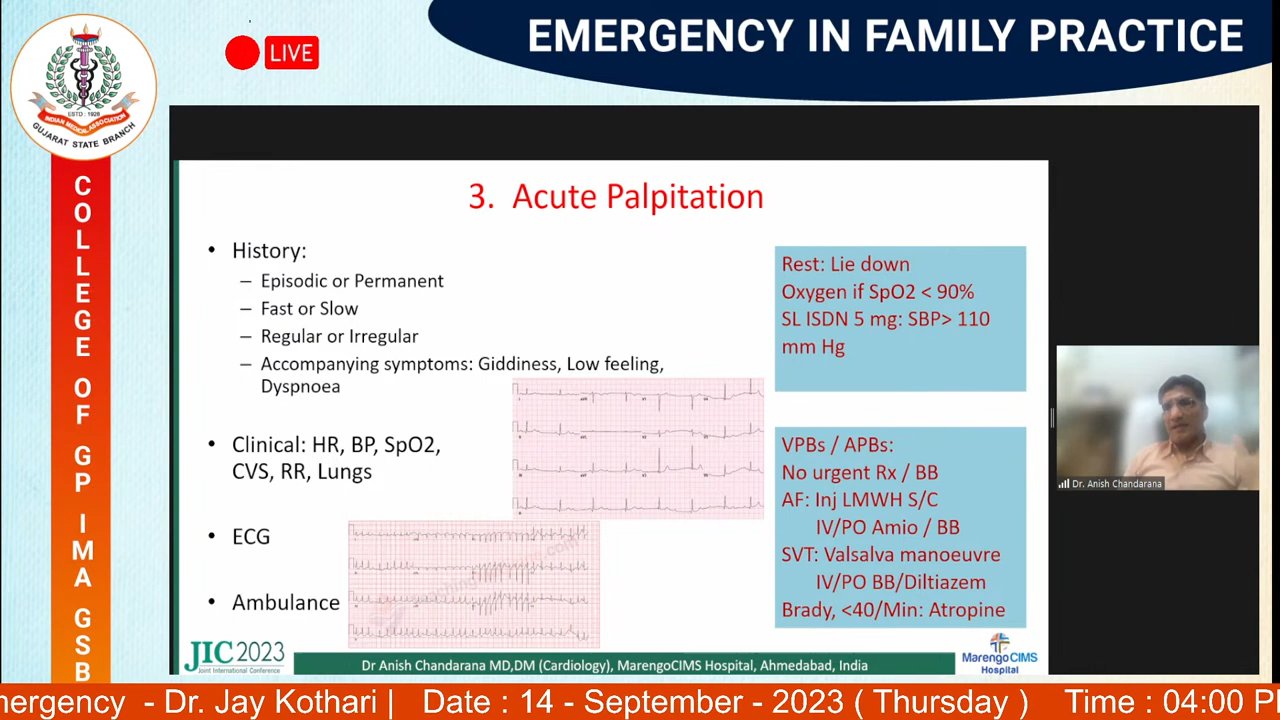 EMERGENCY IN FAMILY PRACTICE
LIVE
ESTD : 1928
INDIAN MEDICAL ASSOCIATION
GUJARAT STATE BRANCH
COLLEGE OF GP IMA GSB
3. Acute Palpitation
• History:
– Episodic or Permanent
– Fast or Slow
– Regular or Irregular
– Accompanying symptoms: Giddiness, Low feeling,
Dyspnoea
• Clinical: HR, BP, SpO2,
CVS, RR, Lungs
• ECG
• Ambulance
Rest: Lie down
Oxygen if SpO2 < 90%
SL ISDN 5 mg: SBP> 110
mm Hg
VPBs / APBs:
No urgent Rx / BB
AF: Inj LMWH S/C
IV/PO Amio / BB
SVT: Valsalva manoeuvre
IV/PO BB/Diltiazem
Brady, <40/Min: Atropine
Dr. Anish Chandarana
JIC 2023
Joint International Conference
Dr Anish Chandarana MD,DM (Cardiology), MarengoCIMS Hospital, Ahmedabad, India
MarengoCIMS
Hospital
mergency - Dr. Jay Kothari | Date : 14 - September - 2023 ( Thursday ) Time : 04:00 P